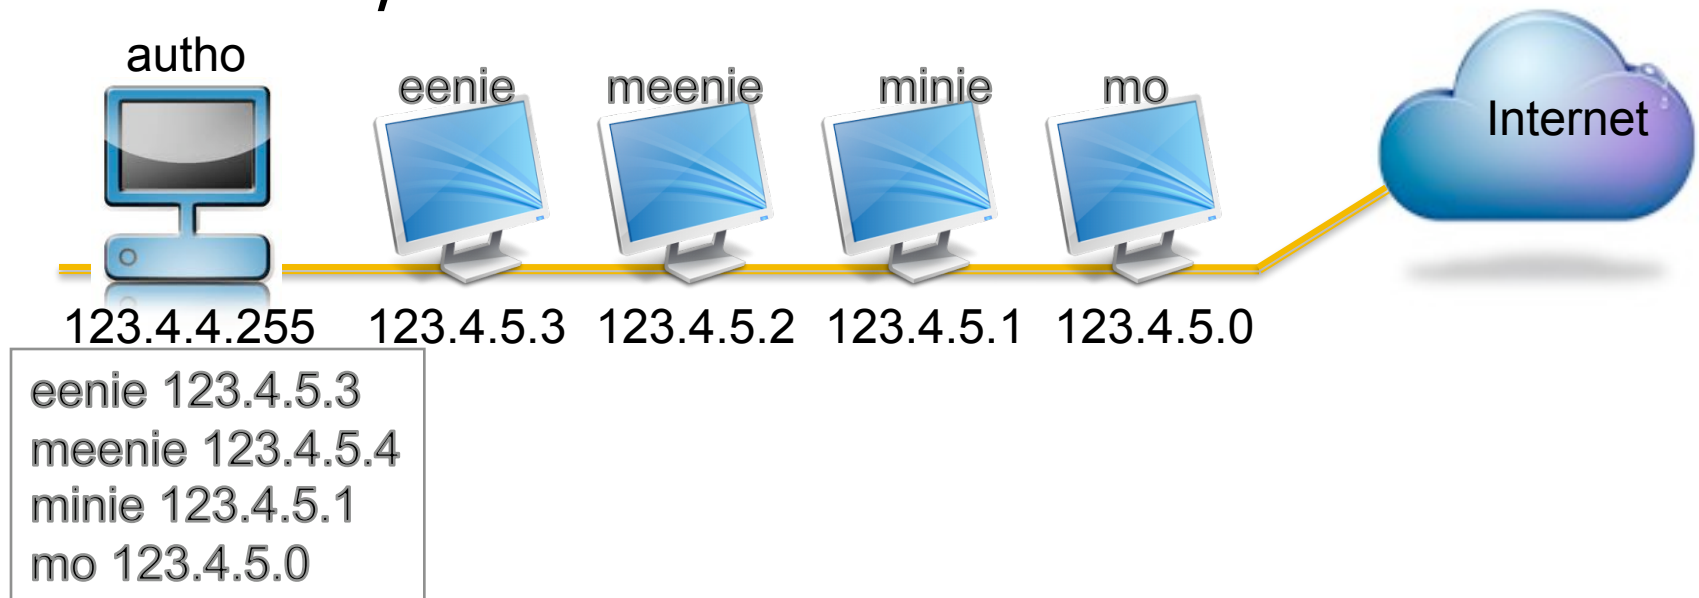 autho
eenie meenie minie mo
Internet
123.4.4.255 123.4.5.3 123.4.5.2 123.4.5.1 123.4.5.0
eenie 123.4.5.3
meenie 123.4.5.4
minie 123.4.5.1
mo 123.4.5.0